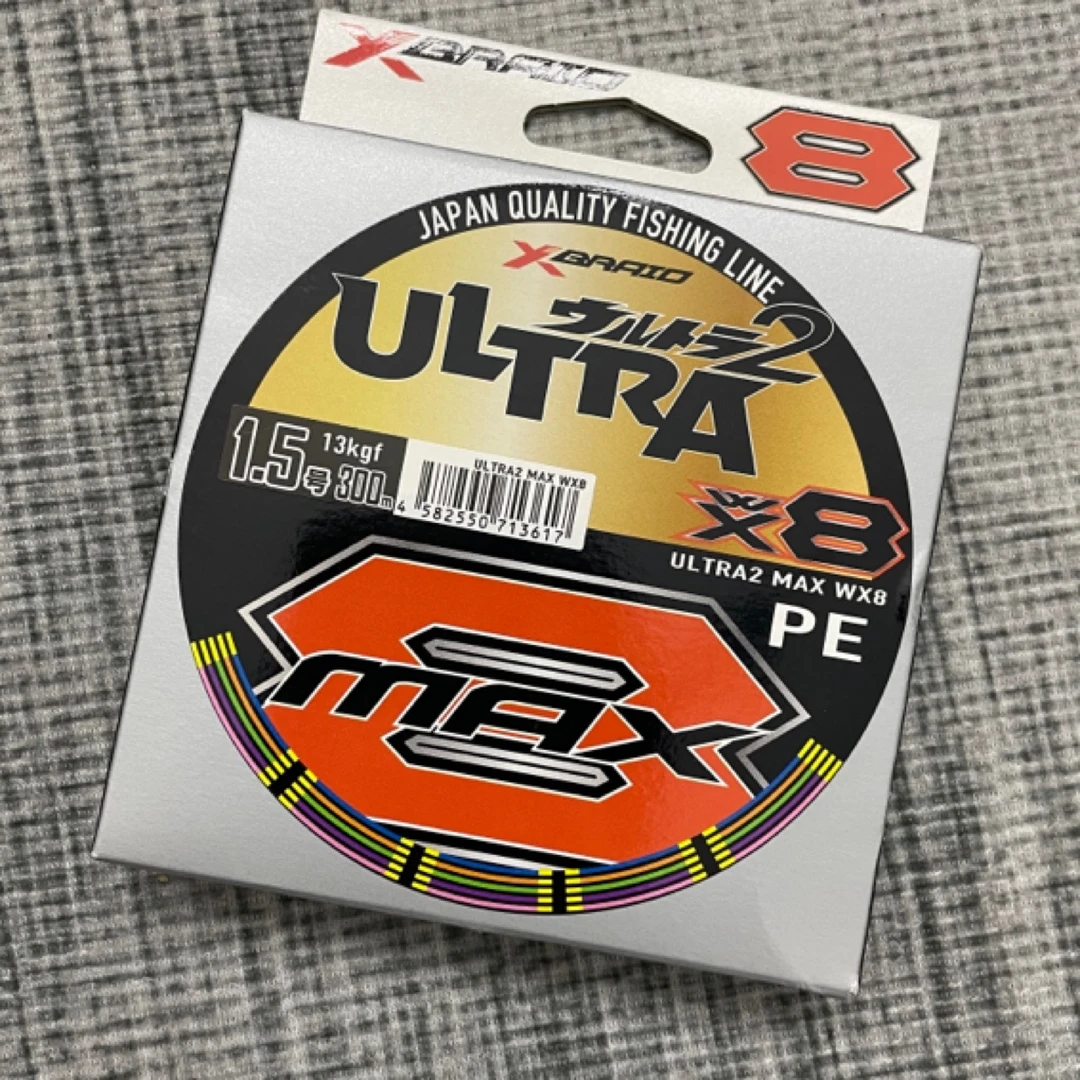 X BRAID
8
JAPAN QUALITY FISHING LINE
X BRAID
ウルトラ2
ULTRA
1.5号 13kgf 300m
ULTRA2 MAX WX8
4 582550 713617
WX8
ULTRA2 MAX WX8
PE
MAX